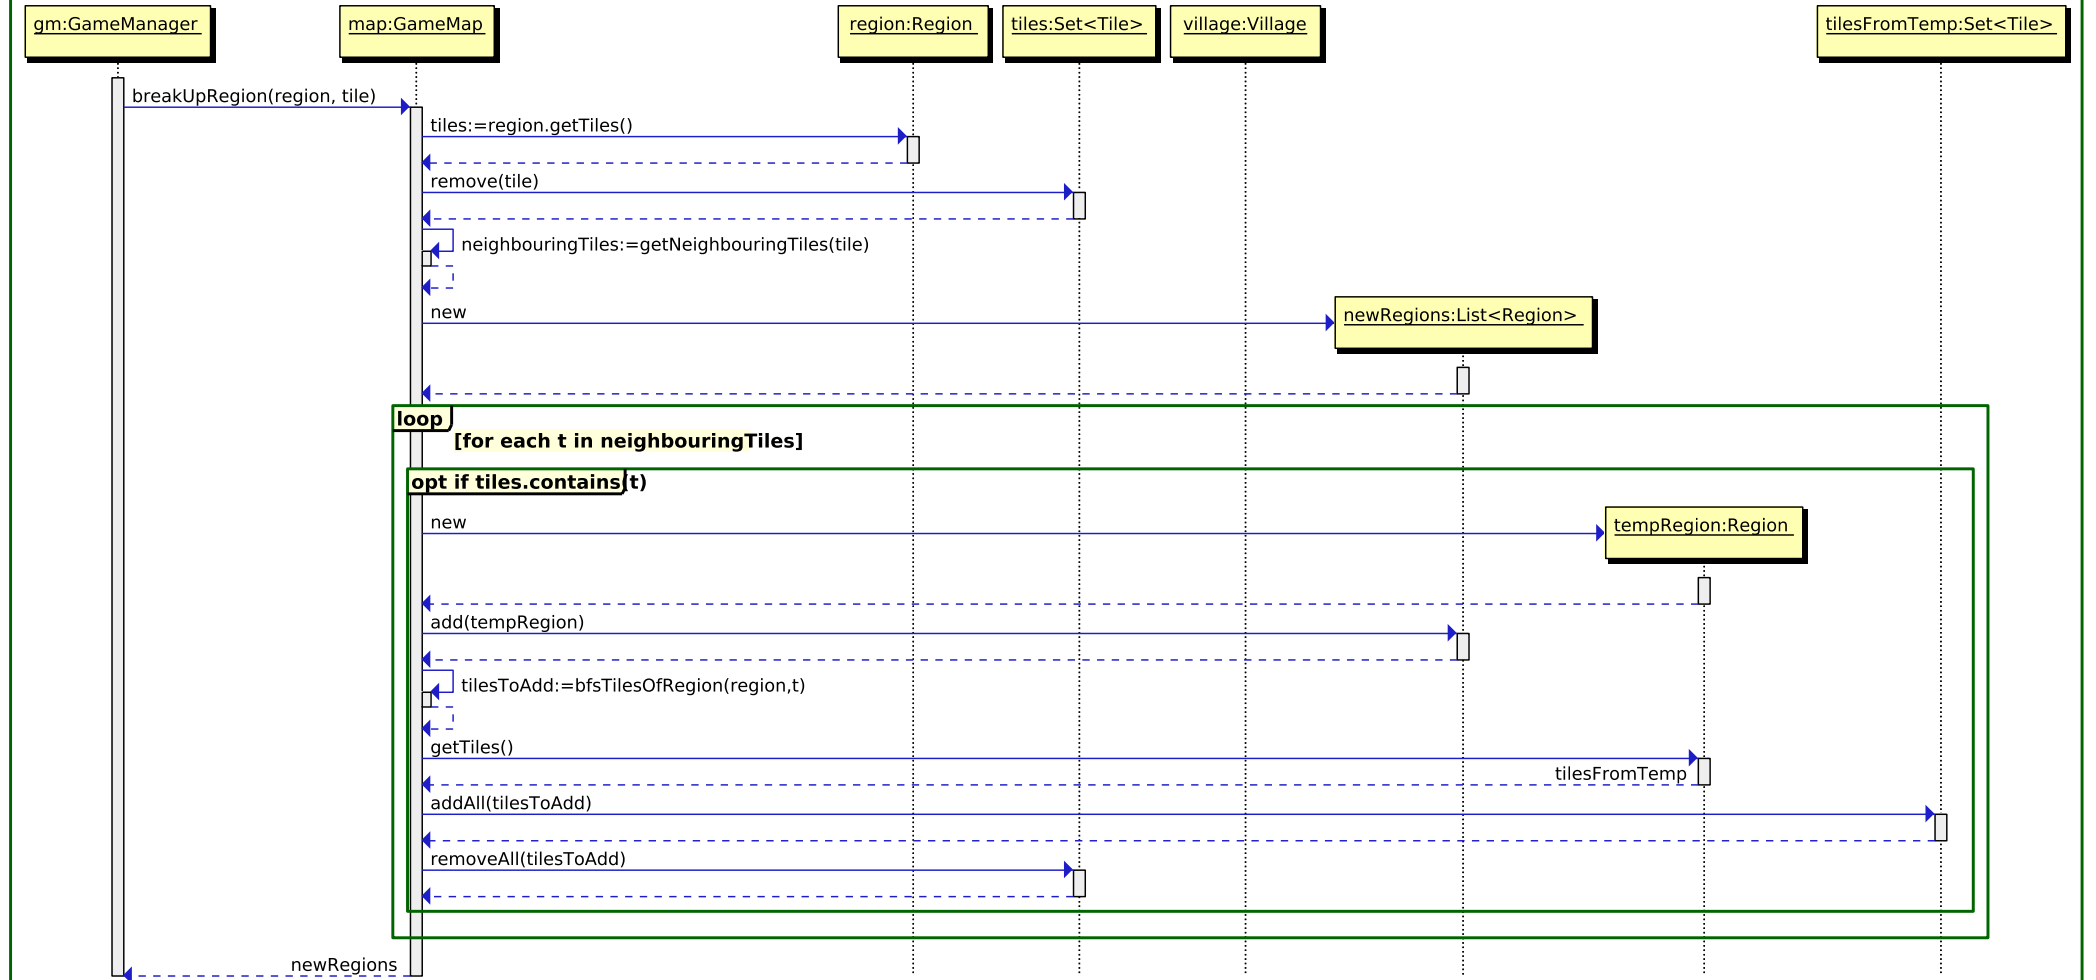 gm:GameManager
map:GameMap
region:Region
tiles:Set<Tile>
village:Village
tilesFromTemp:Set<Tile>
breakUpRegion(region, tile)
tiles:=region.getTiles()
remove(tile)
neighbouringTiles:=getNeighbouringTiles(tile)
new
newRegions:List<Region>
loop
[for each t in neighbouringTiles]
opt if tiles.contains(t)
new
tempRegion:Region
add(tempRegion)
tilesToAdd:=bfsTilesOfRegion(region,t)
getTiles()
tilesFromTemp
addAll(tilesToAdd)
removeAll(tilesToAdd)
newRegions